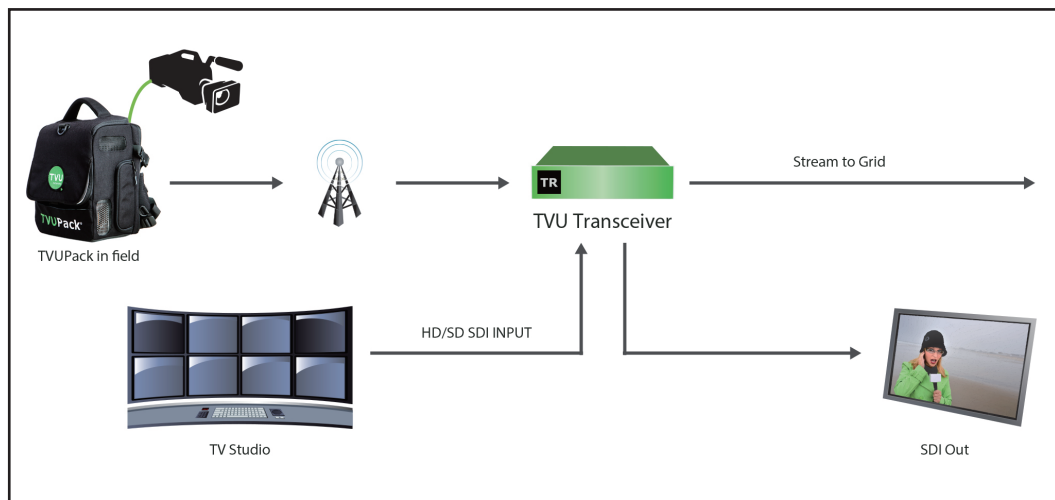 TVU
TVUPack
TVUPack in field
TR
TVU Transceiver
Stream to Grid
HD/SD SDI INPUT
TV Studio
SDI Out